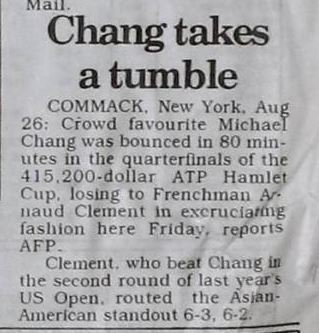 Mail.
Chang takes
a tumble
COMMACK, New York, Aug
26: Crowd favourite Michael
Chang was bounced in 80 min-
utes in the quarterfinals of the
415,200-dollar ATP Hamlet
Cup, losing to Frenchman Ar-
naud Clement in excruciating
fashion here Friday, reports
AFP.
Clement, who beat Chang in
the second round of last year's
US Open, routed the Asian-
American standout 6-3, 6-2.